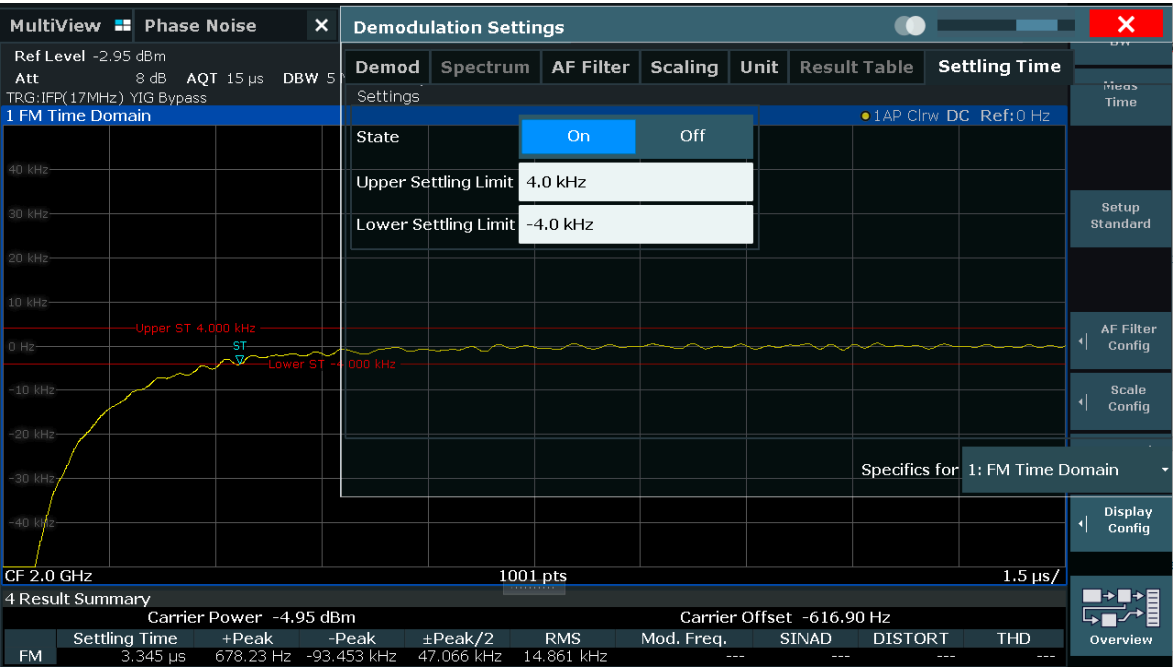 MultiView Phase Noise
Demodulation Settings
Ref Level -2.95 dBm
Att 8 dB AQT 15 µs DBW 5
TRG:IFP(17MHz) YIG Bypass
Demod Spectrum AF Filter Scaling Unit Result Table Settling Time
Settings
Meas
Time
1 FM Time Domain
1AP Clrw DC Ref:0 Hz
State On Off
Upper Settling Limit 4.0 kHz
Lower Settling Limit -4.0 kHz
Setup
Standard
40 kHz
30 kHz
20 kHz
10 kHz
Upper ST 4.000 kHz
0 Hz
ST
Lower ST -4.000 kHz
-10 kHz
-20 kHz
-30 kHz
-40 kHz
AF Filter
Config
Scale
Config
Specifics for 1: FM Time Domain
Display
Config
CF 2.0 GHz 1001 pts 1.5 µs/
4 Result Summary
Carrier Power -4.95 dBm Carrier Offset -616.90 Hz
Settling Time +Peak -Peak ±Peak/2 RMS Mod. Freq. SINAD DISTORT THD
FM 3.345 µs 678.23 Hz -93.453 kHz 47.066 kHz 14.861 kHz --- --- --- ---
Overview